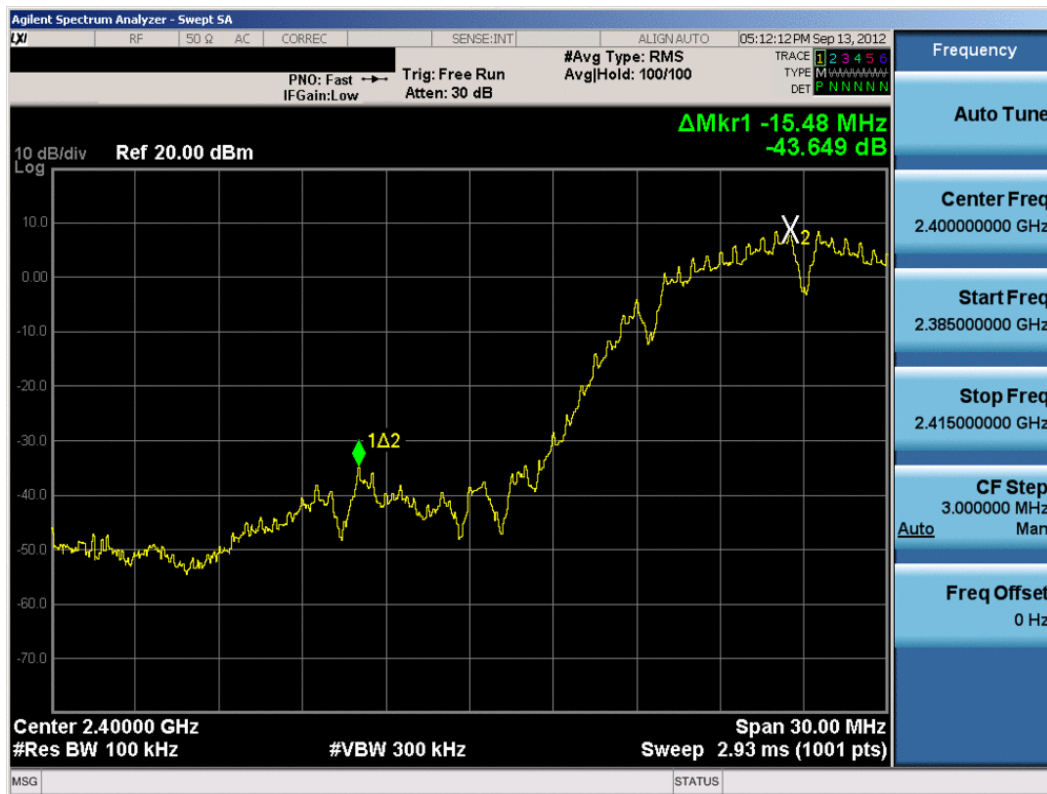 Agilent Spectrum Analyzer - Swept SA
LXI RF 50 Ω AC CORREC SENSE:INT ALIGN AUTO 05:12:12 PM Sep 13, 2012
PNO: Fast
IFGain:Low
Trig: Free Run
Atten: 30 dB
#Avg Type: RMS
Avg|Hold: 100/100
TRACE 1 2 3 4 5 6
TYPE M
DET P N N N N N
ΔMkr1 -15.48 MHz
-43.649 dB
10 dB/div Ref 20.00 dBm
Log
10.0
0.00
-10.0
-20.0
-30.0
-40.0
-50.0
-60.0
-70.0
X2
1Δ2
Center 2.40000 GHz Span 30.00 MHz
#Res BW 100 kHz #VBW 300 kHz Sweep 2.93 ms (1001 pts)
MSG STATUS
Frequency
Auto Tune
Center Freq
2.400000000 GHz
Start Freq
2.385000000 GHz
Stop Freq
2.415000000 GHz
CF Step
3.000000 MHz
Auto Man
Freq Offset
0 Hz